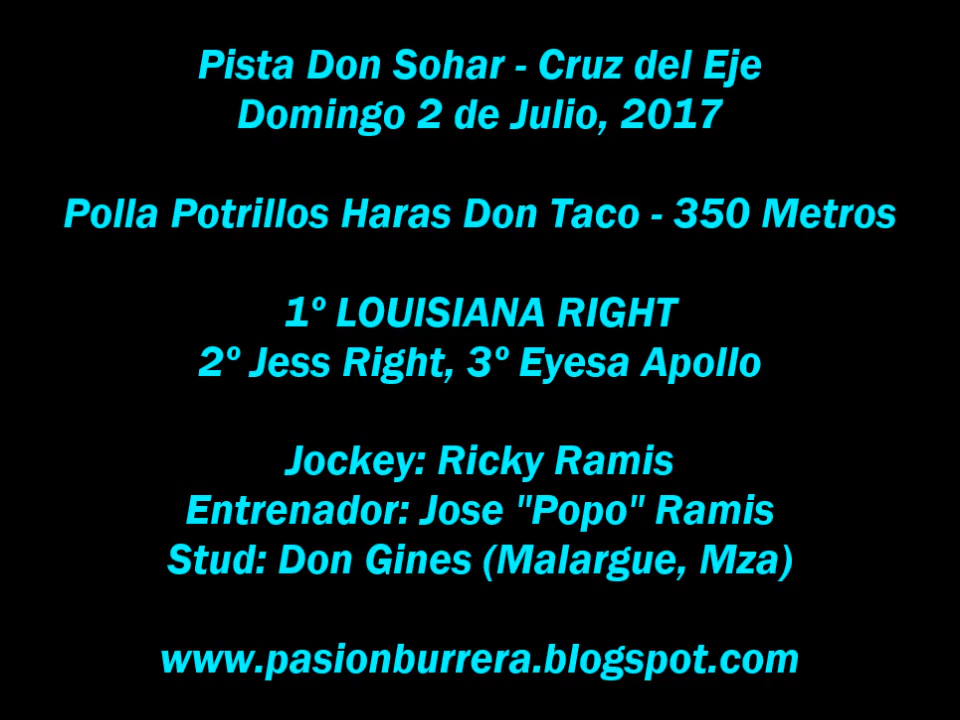 Pista Don Sohar - Cruz del Eje
Domingo 2 de Julio, 2017
Polla Potrillos Haras Don Taco - 350 Metros
1º LOUISIANA RIGHT
2º Jess Right, 3º Eyesa Apollo
Jockey: Ricky Ramis
Entrenador: Jose "Popo" Ramis
Stud: Don Gines (Malargue, Mza)
www.pasionburrera.blogspot.com